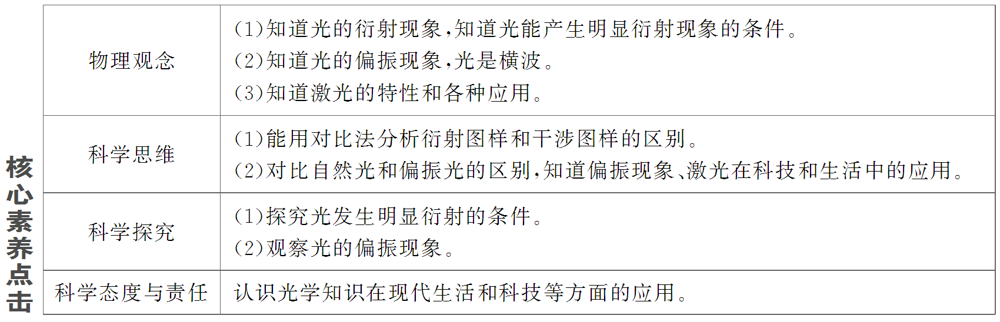 核心素养点击
物理观念
(1)知道光的衍射现象,知道光能产生明显衍射现象的条件。
(2)知道光的偏振现象,光是横波。
(3)知道激光的特性和各种应用。
科学思维
(1)能用对比法分析衍射图样和干涉图样的区别。
(2)对比自然光和偏振光的区别,知道偏振现象、激光在科技和生活中的应用。
科学探究
(1)探究光发生明显衍射的条件。
(2)观察光的偏振现象。
科学态度与责任
认识光学知识在现代生活和科技等方面的应用。